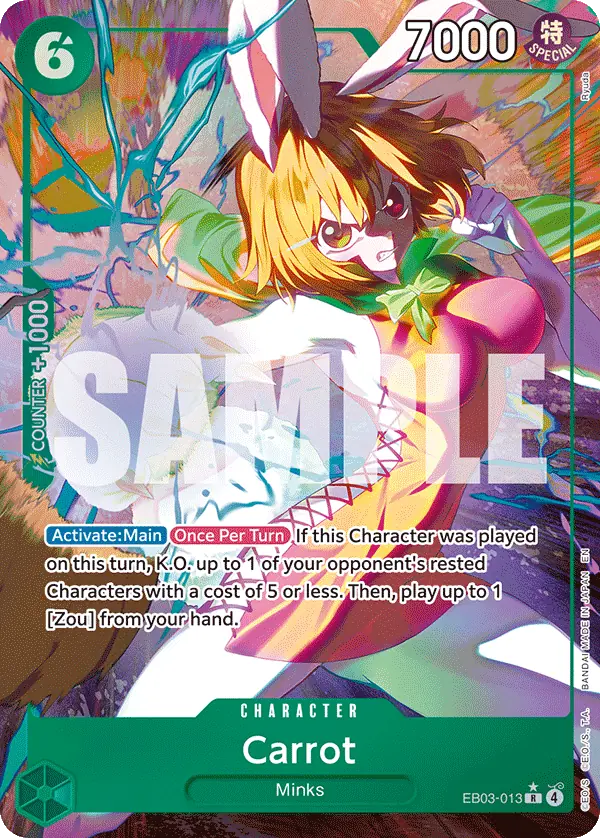 6
7000
特
SPECIAL
Ryuda
COUNTER +1000
SAMPLE
Activate:Main Once Per Turn If this Character was played
on this turn, K.O. up to 1 of your opponent's rested
Characters with a cost of 5 or less. Then, play up to 1
[Zou] from your hand.
CHARACTER
Carrot
Minks
EB03-013 R 4
©E.O/S ©E.O./S., T.A. BANDAI MADE IN JAPAN EN